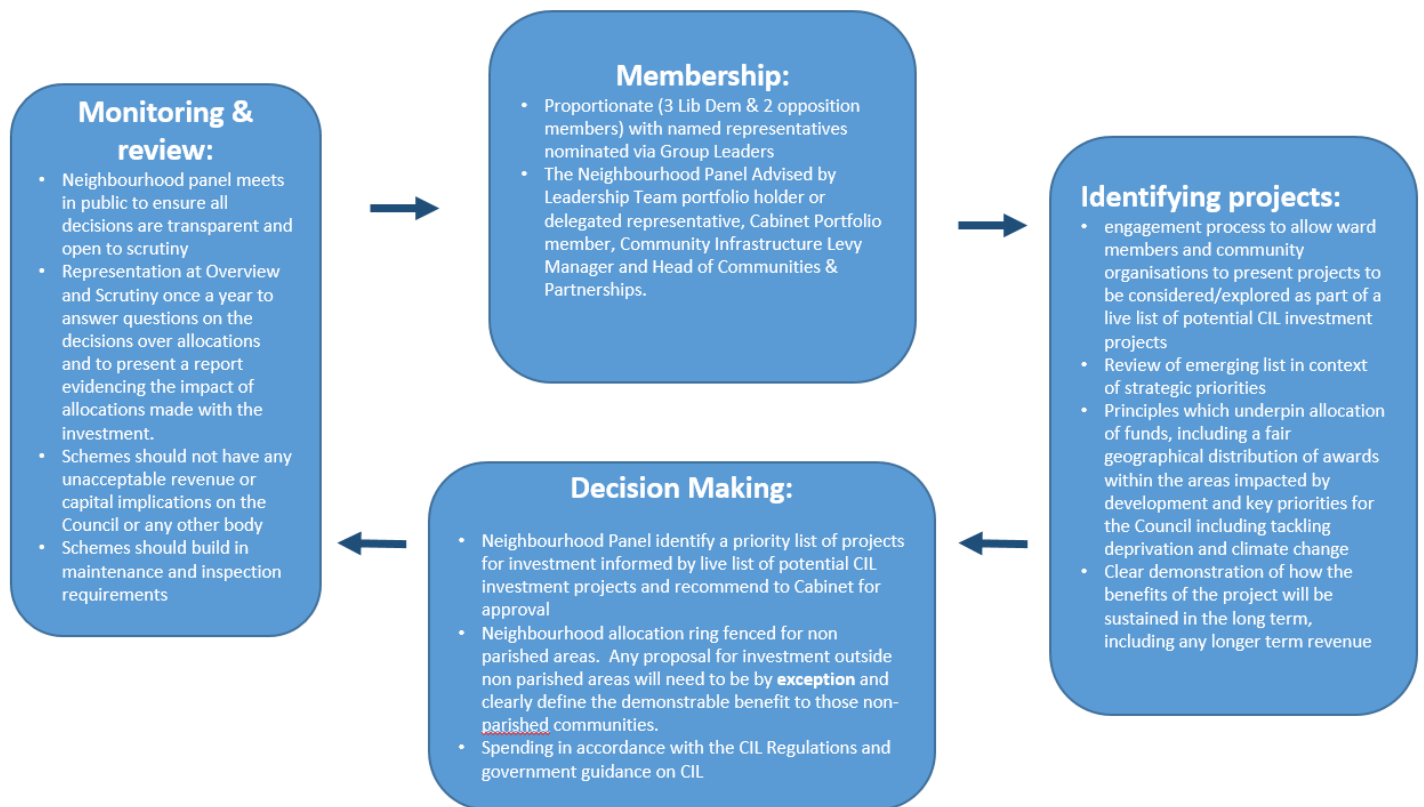 Monitoring &
review:
• Neighbourhood panel meets
in public to ensure all
decisions are transparent and
open to scrutiny
• Representation at Overview
and Scrutiny once a year to
answer questions on the
decisions over allocations
and to present a report
evidencing the impact of
allocations made with the
investment.
• Schemes should not have any
unacceptable revenue or
capital implications on the
Council or any other body
• Schemes should build in
maintenance and inspection
requirements
Membership:
• Proportionate (3 Lib Dem & 2 opposition
members) with named representatives
nominated via Group Leaders
• The Neighbourhood Panel Advised by
Leadership Team portfolio holder or
delegated representative, Cabinet Portfolio
member, Community Infrastructure Levy
Manager and Head of Communities &
Partnerships.
Identifying projects:
• engagement process to allow ward
members and community
organisations to present projects to
be considered/explored as part of a
live list of potential CIL investment
projects
• Review of emerging list in context
of strategic priorities
• Principles which underpin allocation
of funds, including a fair
geographical distribution of awards
within the areas impacted by
development and key priorities for
the Council including tackling
deprivation and climate change
• Clear demonstration of how the
benefits of the project will be
sustained in the long term,
including any longer term revenue
Decision Making:
• Neighbourhood Panel identify a priority list of projects
for investment informed by live list of potential CIL
investment projects and recommend to Cabinet for
approval
• Neighbourhood allocation ring fenced for non
parished areas.  Any proposal for investment outside
non parished areas will need to be by exception and
clearly define the demonstrable benefit to those non-
parished communities.
• Spending in accordance with the CIL Regulations and
government guidance on CIL